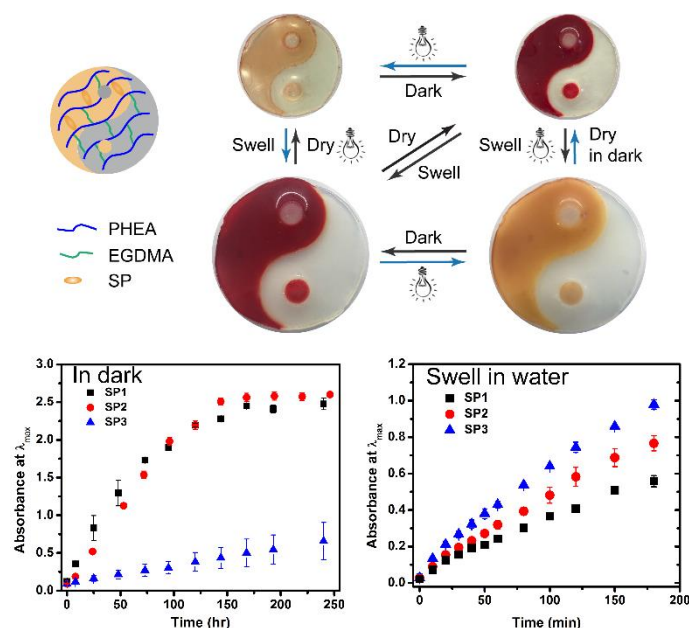 Dark
Swell
Dry
Dry
Swell
Swell
Dry
in dark
PHEA
EGDMA
SP
Dark
In dark
SP1
SP2
SP3
Absorbance at λmax
3.0
2.5
2.0
1.5
1.0
0.5
0.0
0
50
100
150
200
250
Time (hr)
Swell in water
SP1
SP2
SP3
Absorbance at λmax
1.2
1.0
0.8
0.6
0.4
0.2
0.0
0
50
100
150
200
Time (min)